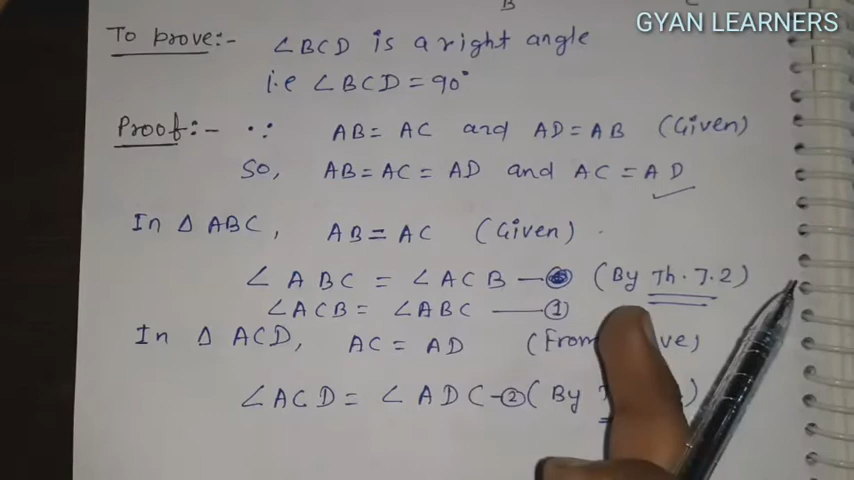 B
GYAN LEARNERS
To prove:- ∠BCD is a right angle
i.e ∠BCD = 90°
Proof:- ∵ AB = AC and AD = AB (Given)
So, AB = AC = AD and AC = AD
In △ ABC, AB = AC (Given)
∠ ABC = ∠ ACB — (By Th. 7.2)
∠ACB = ∠ABC — ①
In △ ACD, AC = AD (From
∠ACD = ∠ ADC - ② (By